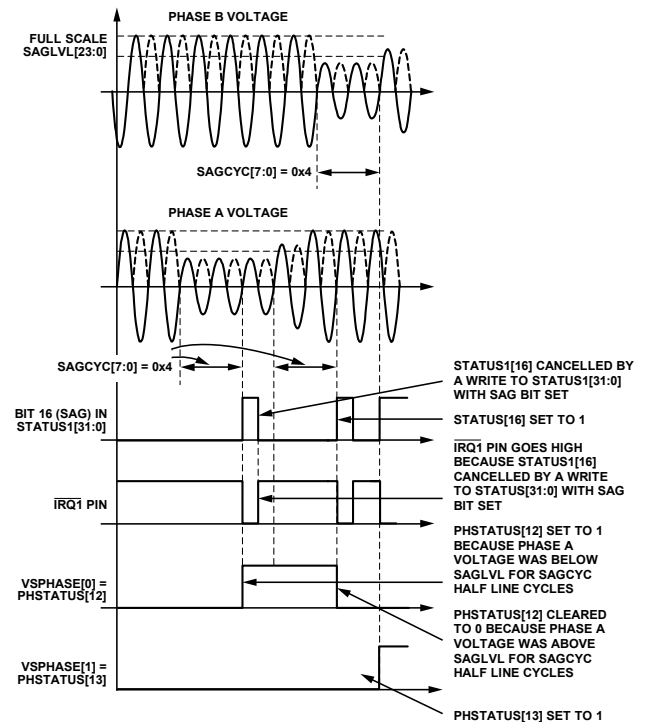 PHASE B VOLTAGE
FULL SCALE
SAGLVL[23:0]
SAGCYC[7:0] = 0x4
PHASE A VOLTAGE
SAGCYC[7:0] = 0x4
BIT 16 (SAG) IN
STATUS1[31:0]
IRQ1 PIN
VSPHASE[0] =
PHSTATUS[12]
VSPHASE[1] =
PHSTATUS[13]
STATUS1[16] CANCELLED BY
A WRITE TO STATUS1[31:0]
WITH SAG BIT SET
STATUS[16] SET TO 1
IRQ1 PIN GOES HIGH
BECAUSE STATUS1[16]
CANCELLED BY A WRITE
TO STATUS[31:0] WITH SAG
BIT SET
PHSTATUS[12] SET TO 1
BECAUSE PHASE A
VOLTAGE WAS BELOW
SAGLVL FOR SAGCYC
HALF LINE CYCLES
PHSTATUS[12] CLEARED
TO 0 BECAUSE PHASE A
VOLTAGE WAS ABOVE
SAGLVL FOR SAGCYC
HALF LINE CYCLES
PHSTATUS[13] SET TO 1